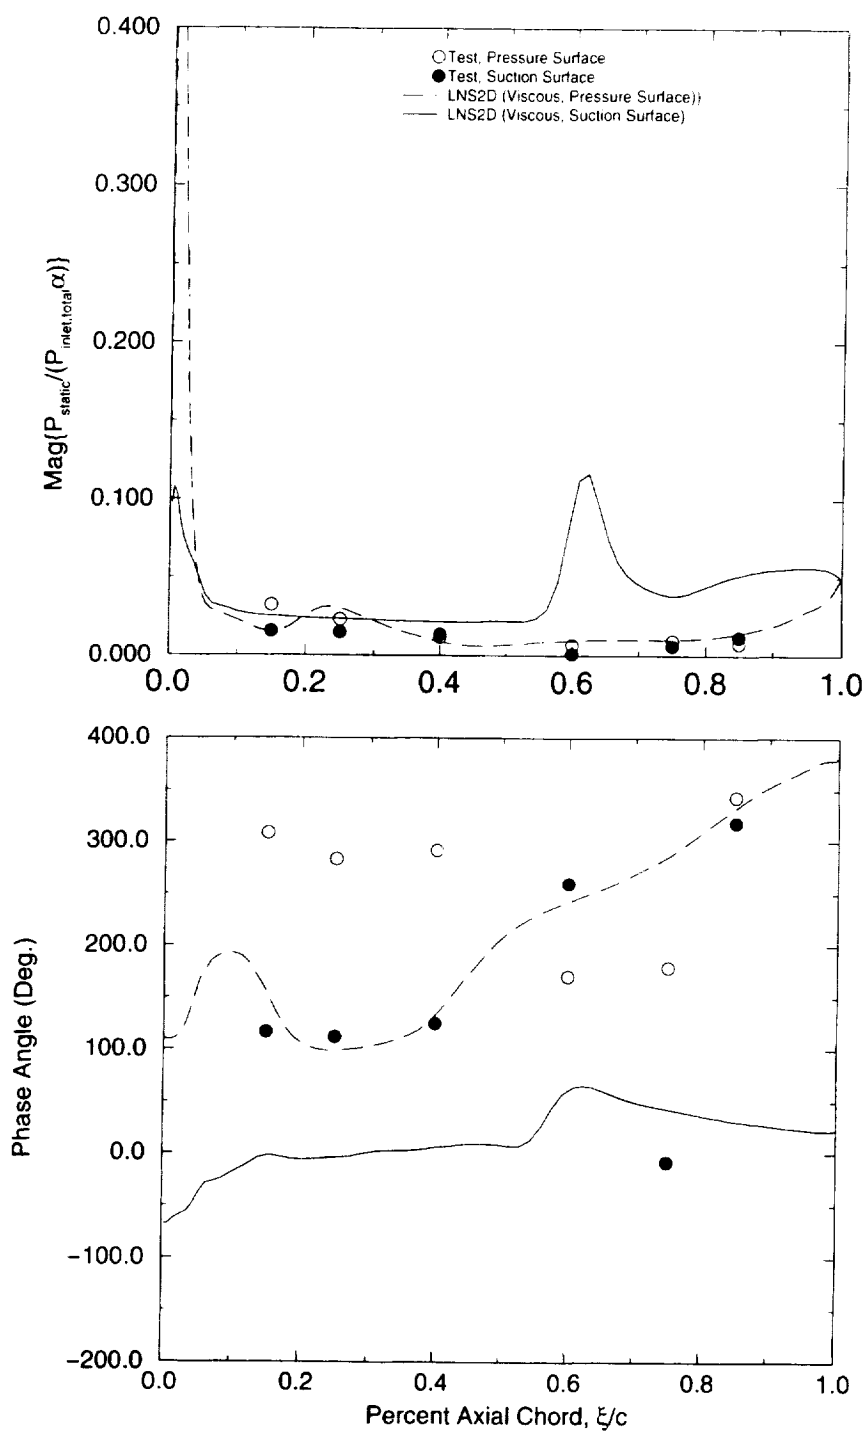 0.400
Test, Pressure Surface
Test, Suction Surface
LNS2D (Viscous, Pressure Surface))
LNS2D (Viscous, Suction Surface)
0.300
0.200
0.100
0.000
Mag{P_static/(P_inlet,total α)}
0.0 0.2 0.4 0.6 0.8 1.0
400.0
300.0
200.0
100.0
0.0
−100.0
−200.0
Phase Angle (Deg.)
0.0 0.2 0.4 0.6 0.8 1.0
Percent Axial Chord, ξ/c